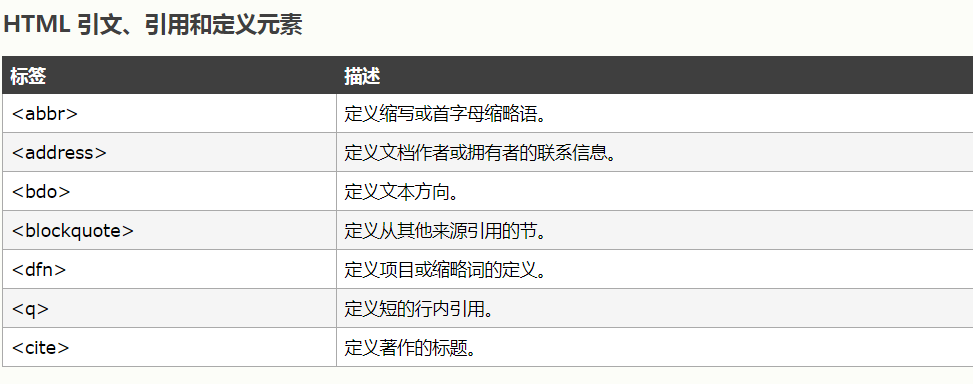 HTML 引文、引用和定义元素
标签 描述
<abbr> 定义缩写或首字母缩略语。
<address> 定义文档作者或拥有者的联系信息。
<bdo> 定义文本方向。
<blockquote> 定义从其他来源引用的节。
<dfn> 定义项目或缩略词的定义。
<q> 定义短的行内引用。
<cite> 定义著作的标题。